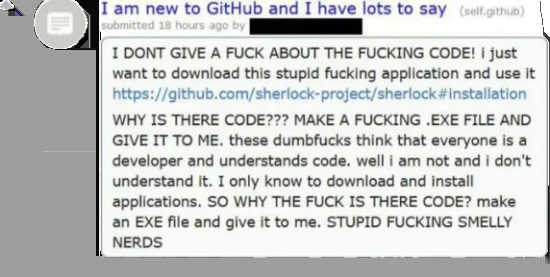 I am new to GitHub and I have lots to say (self.github)
submitted 18 hours ago by
I DONT GIVE A FUCK ABOUT THE FUCKING CODE! i just
want to download this stupid fucking application and use it
https://github.com/sherlock-project/sherlock#installation
WHY IS THERE CODE??? MAKE A FUCKING .EXE FILE AND
GIVE IT TO ME. these dumbfucks think that everyone is a
developer and understands code. well i am not and i don't
understand it. I only know to download and install
applications. SO WHY THE FUCK IS THERE CODE? make
an EXE file and give it to me. STUPID FUCKING SMELLY
NERDS